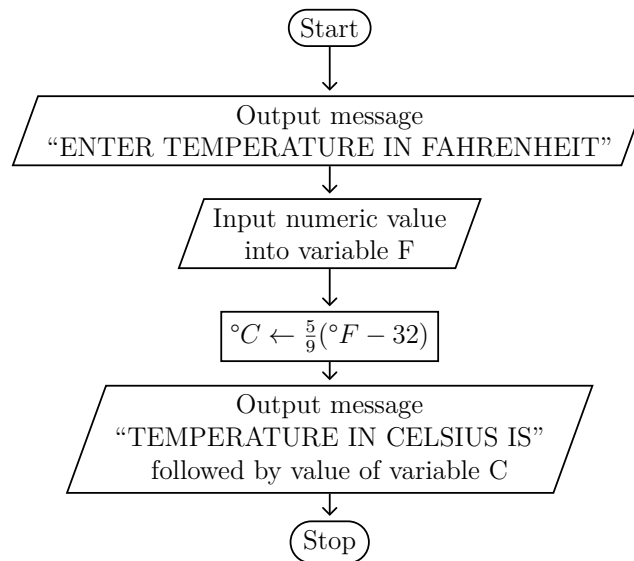 Start
Output message
“ENTER TEMPERATURE IN FAHRENHEIT”
Input numeric value
into variable F
°C ← 5/9(°F − 32)
Output message
“TEMPERATURE IN CELSIUS IS”
followed by value of variable C
Stop